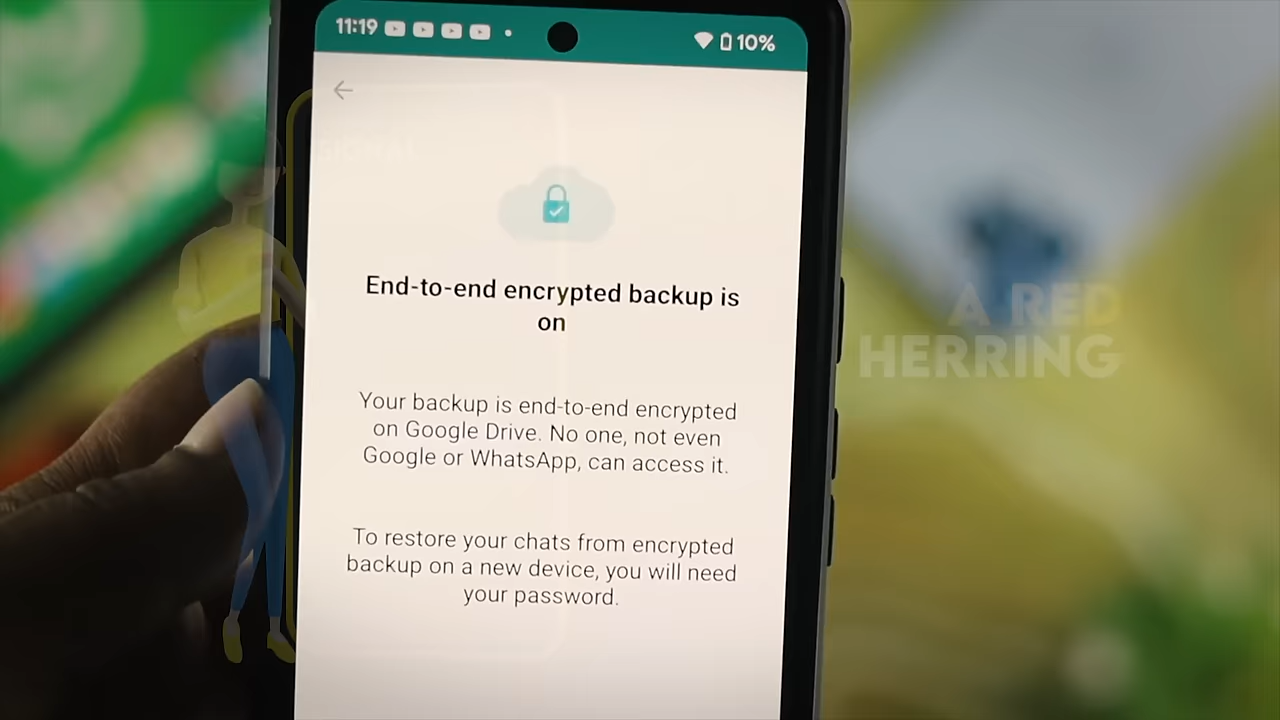 11:19
10%
End-to-end encrypted backup is
on
Your backup is end-to-end encrypted
on Google Drive. No one, not even
Google or WhatsApp, can access it.
To restore your chats from encrypted
backup on a new device, you will need
your password.
A RED
HERRING